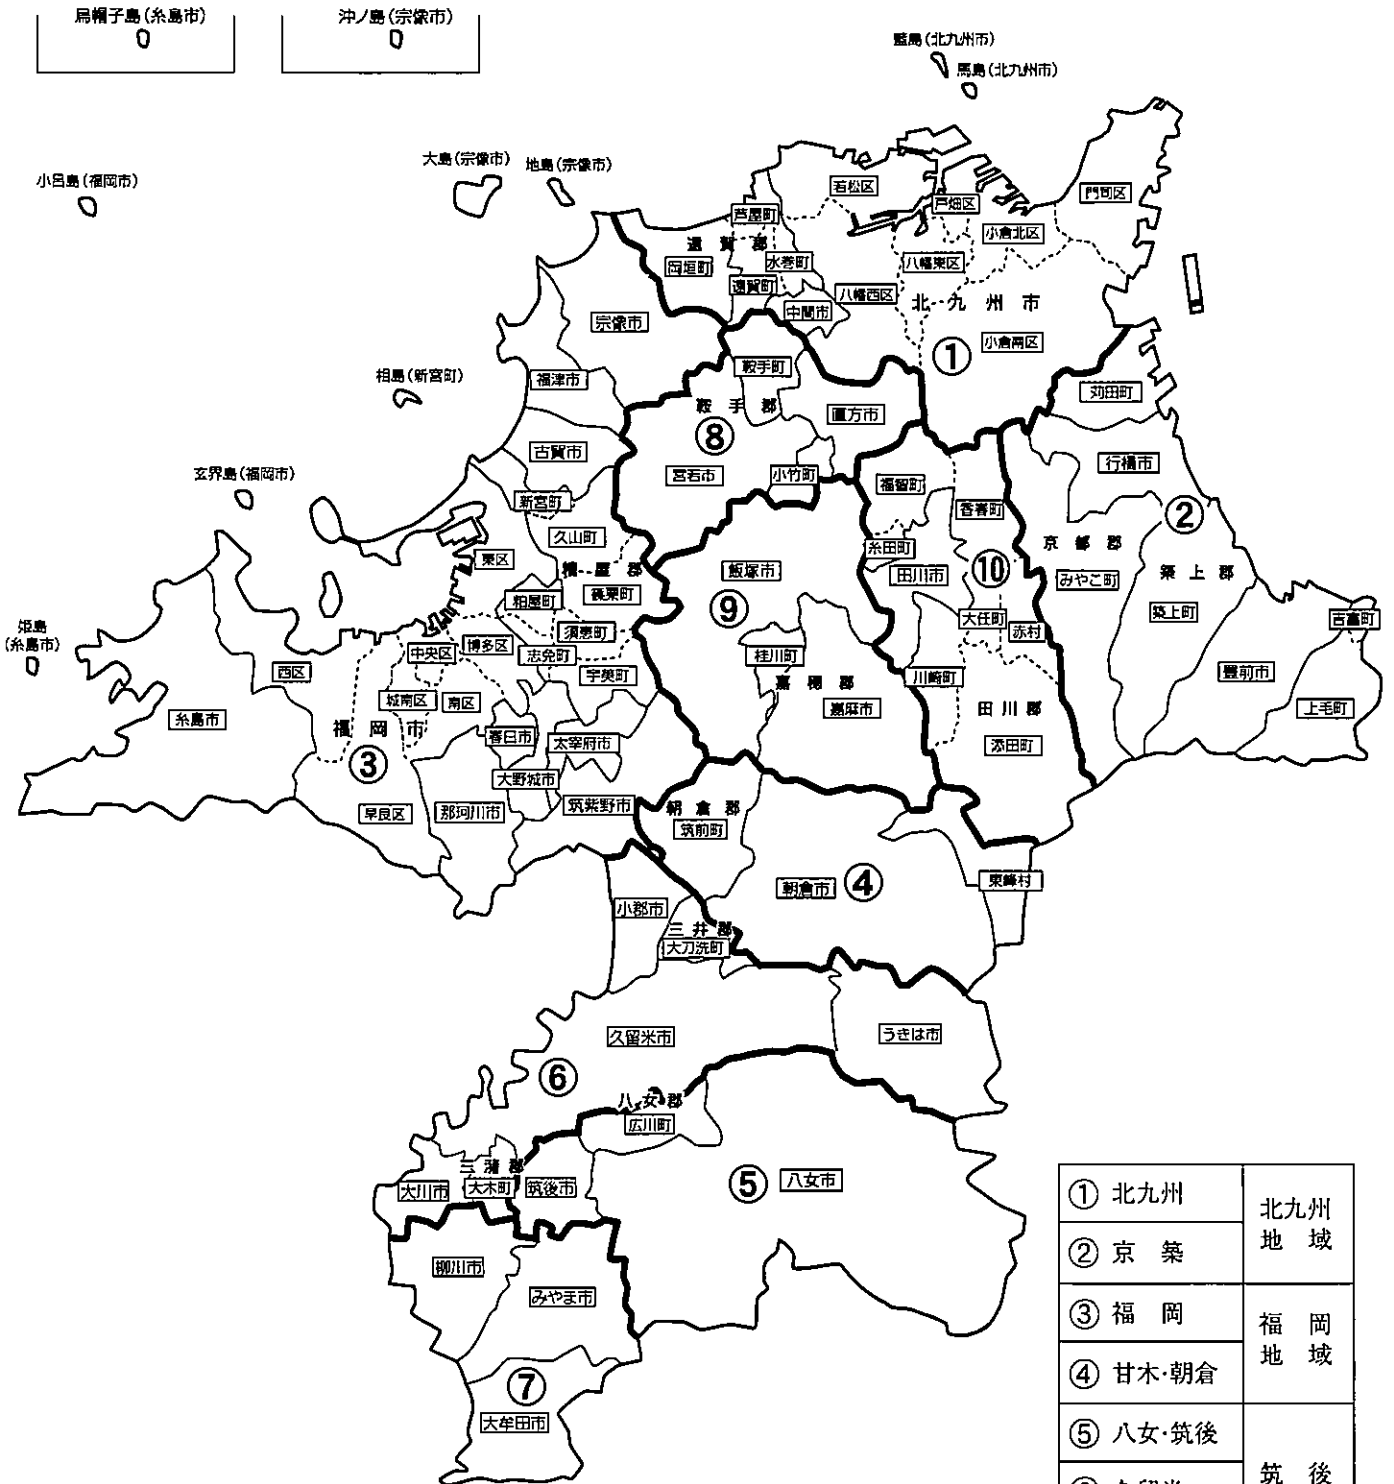 烏帽子島(糸島市)
沖ノ島(宗像市)
藍島(北九州市)
馬島(北九州市)
大島(宗像市)
地島(宗像市)
小呂島(福岡市)
若松区
門司区
戸畑区
芦屋町
小倉北区
遠賀郡
岡垣町
水巻町
八幡東区
遠賀町
八幡西区
北九州市
中間市
宗像市
小倉南区
①
鞍手町
相島(新宮町)
福津市
苅田町
鞍手郡
直方市
⑧
古賀市
行橋市
玄界島(福岡市)
宮若市
小竹町
福智町
新宮町
香春町
②
久山町
京都郡
糸田町
東区
糟屋郡
飯塚市
田川市
⑩
みやこ町
築上郡
篠栗町
粕屋町
⑨
築上町
大任町
吉富町
姫島
(糸島市)
須恵町
赤村
中央区
博多区
志免町
桂川町
西区
宇美町
川崎町
豊前市
嘉穂郡
城南区
南区
嘉麻市
田川郡
上毛町
糸島市
福岡市
春日市
太宰府市
添田町
③
大野城市
早良区
那珂川市
筑紫野市
朝倉郡
筑前町
朝倉市
④
東峰村
小郡市
三井郡
大刀洗町
久留米市
うきは市
⑥
八女郡
広川町
三潴郡
大川市
大木町
筑後市
⑤
八女市
柳川市
みやま市
⑦
大牟田市
① 北九州
北九州
地域
② 京築
③ 福岡
福岡
地域
④ 甘木・朝倉
⑤ 八女・筑後
筑後